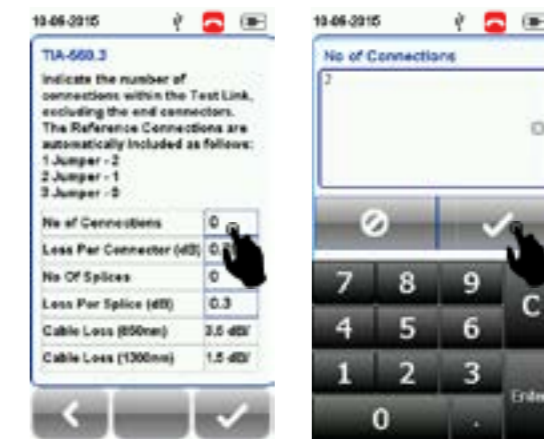 10-06-2015
TIA-568.3
Indicate the number of
connections within the Test Link,
excluding the end connectors.
The Reference Connections are
automatically included as follows:
1 Jumper - 2
2 Jumper - 1
3 Jumper - 0
No of Connections 0
Loss Per Connector (dB) 0.
No Of Splices 0
Loss Per Splice (dB) 0.3
Cable Loss (850nm) 3.5 dB/
Cable Loss (1300nm) 1.5 dB/
10-06-2015
No of Connections
2
7 8 9 C
4 5 6
1 2 3 Enter
0 .